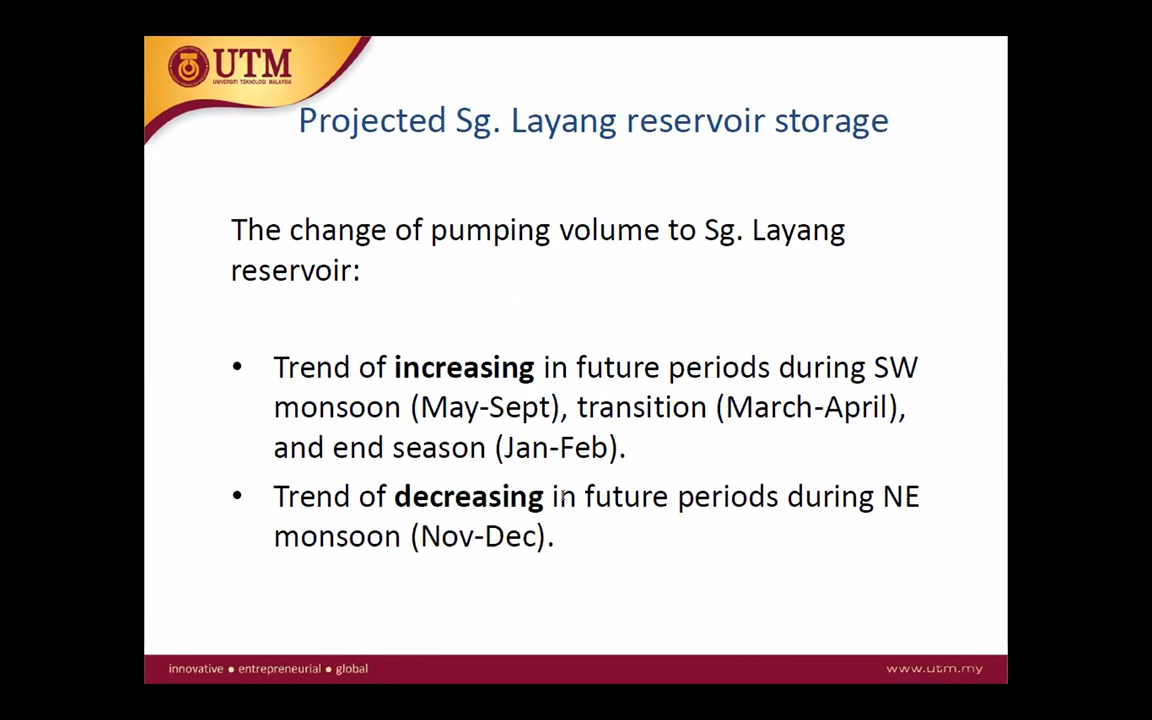 UTM
UNIVERSITI TEKNOLOGI MALAYSIA
Projected Sg. Layang reservoir storage
The change of pumping volume to Sg. Layang
reservoir:
• Trend of increasing in future periods during SW
monsoon (May-Sept), transition (March-April),
and end season (Jan-Feb).
• Trend of decreasing in future periods during NE
monsoon (Nov-Dec).
innovative ● entrepreneurial ● global
www.utm.my